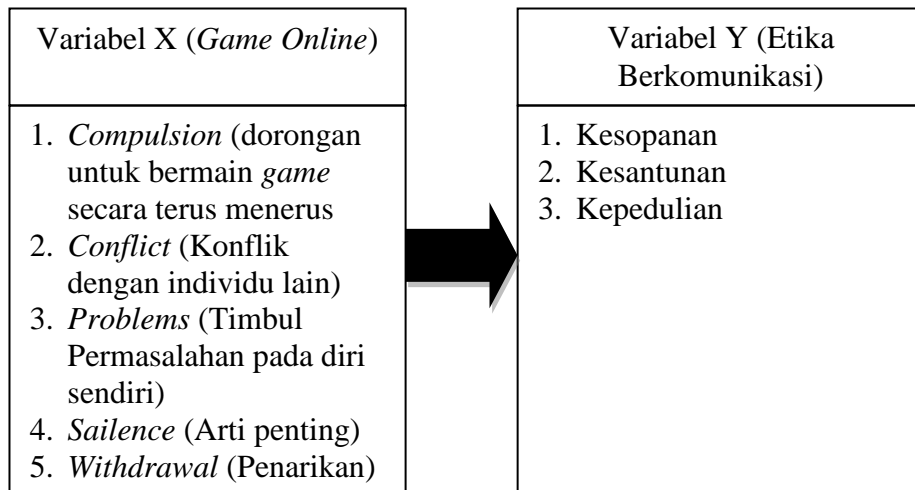 Variabel X (Game Online)
1. Compulsion (dorongan
untuk bermain game
secara terus menerus
2. Conflict (Konflik
dengan individu lain)
3. Problems (Timbul
Permasalahan pada diri
sendiri)
4. Sailence (Arti penting)
5. Withdrawal (Penarikan)
Variabel Y (Etika
Berkomunikasi)
1. Kesopanan
2. Kesantunan
3. Kepedulian